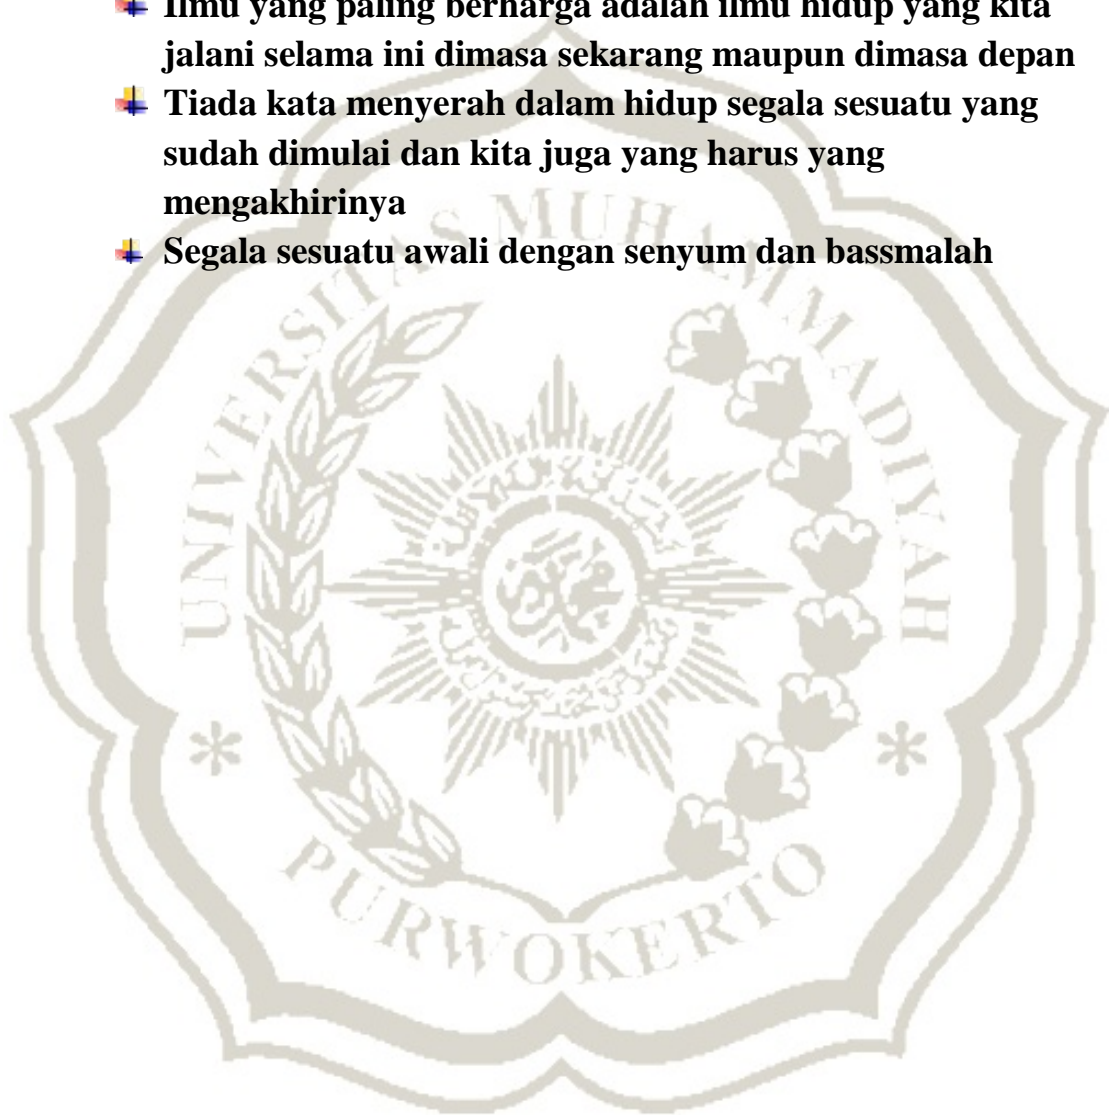 Ilmu yang paling berharga adalah ilmu hidup yang kita
jalani selama ini dimasa sekarang maupun dimasa depan
Tiada kata menyerah dalam hidup segala sesuatu yang
sudah dimulai dan kita juga yang harus yang
mengakhirinya
Segala sesuatu awali dengan senyum dan bassmalah
UNIVERSITAS MUHAMMADIYAH
PURWOKERTO